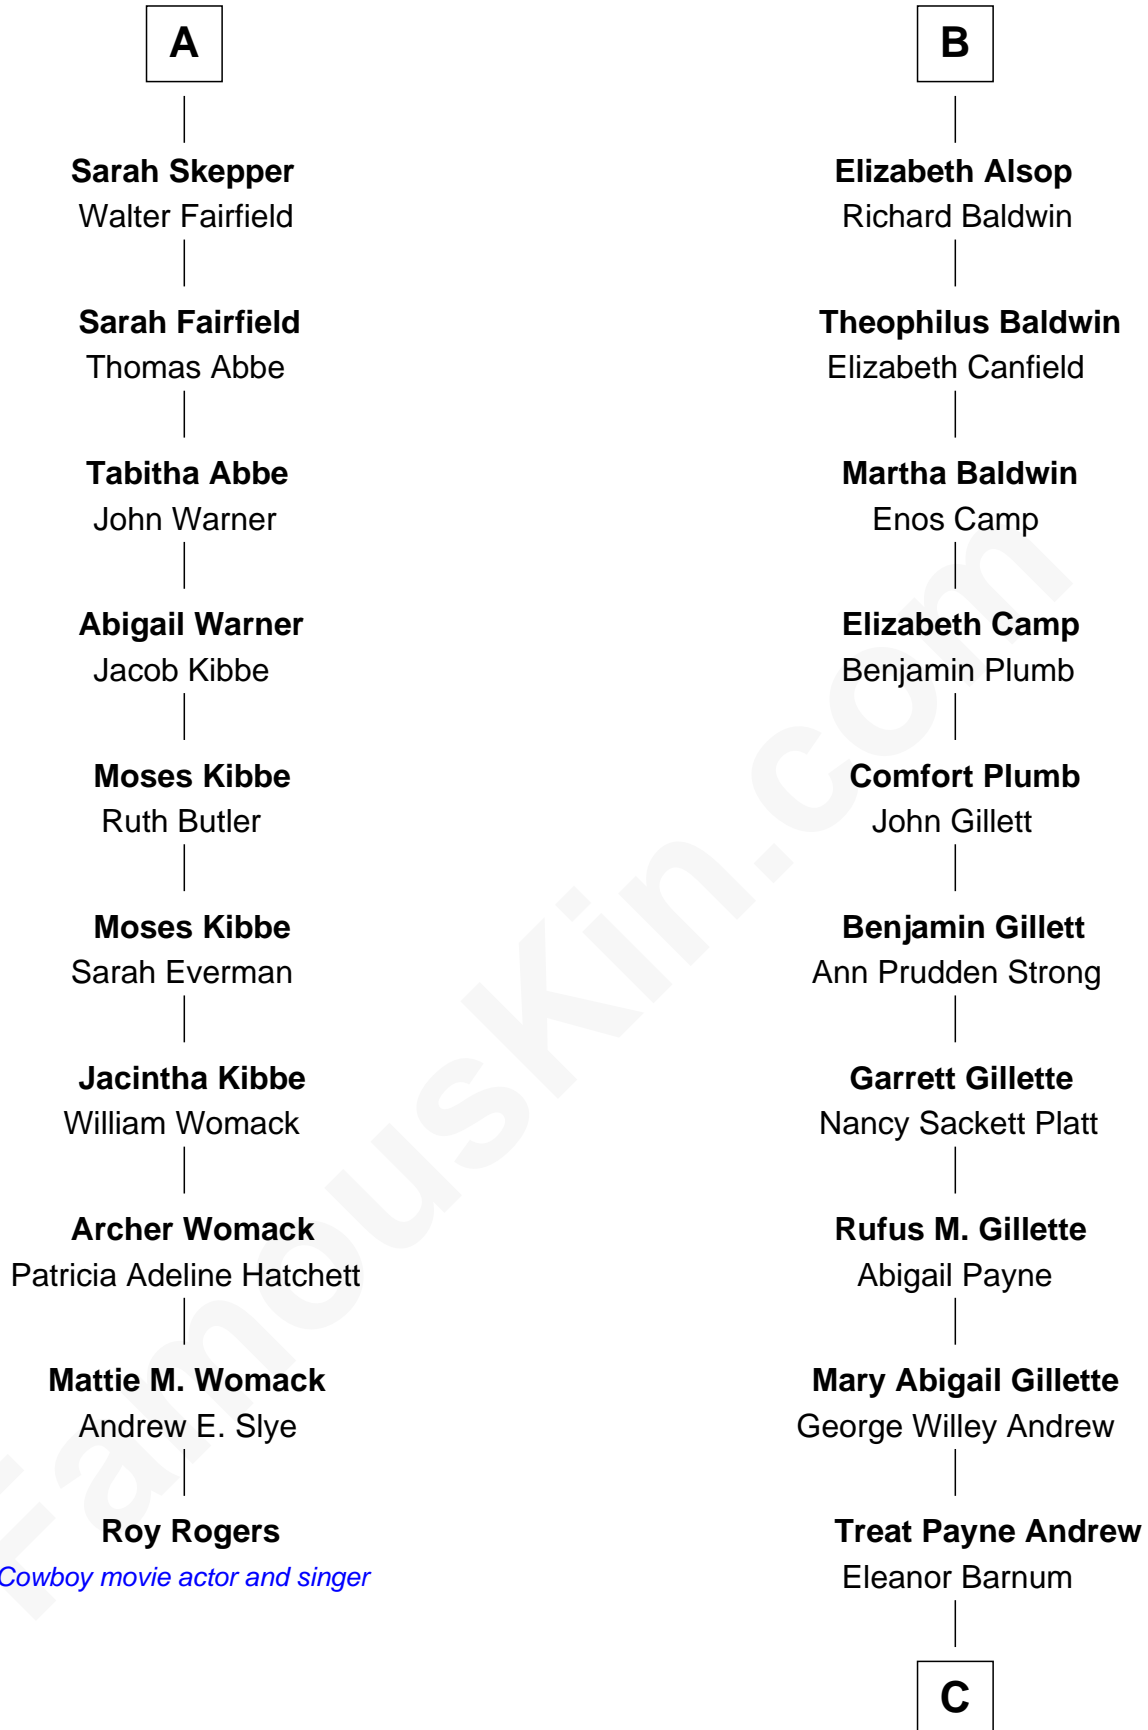 A
Sarah Skepper
Walter Fairfield
Sarah Fairfield
Thomas Abbe
Tabitha Abbe
John Warner
Abigail Warner
Jacob Kibbe
Moses Kibbe
Ruth Butler
Moses Kibbe
Sarah Everman
Jacintha Kibbe
William Womack
Archer Womack
Patricia Adeline Hatchett
Mattie M. Womack
Andrew E. Slye
Roy Rogers
Cowboy movie actor and singer
B
Elizabeth Alsop
Richard Baldwin
Theophilus Baldwin
Elizabeth Canfield
Martha Baldwin
Enos Camp
Elizabeth Camp
Benjamin Plumb
Comfort Plumb
John Gillett
Benjamin Gillett
Ann Prudden Strong
Garrett Gillette
Nancy Sackett Platt
Rufus M. Gillette
Abigail Payne
Mary Abigail Gillette
George Willey Andrew
Treat Payne Andrew
Eleanor Barnum
C
FamousKin.com